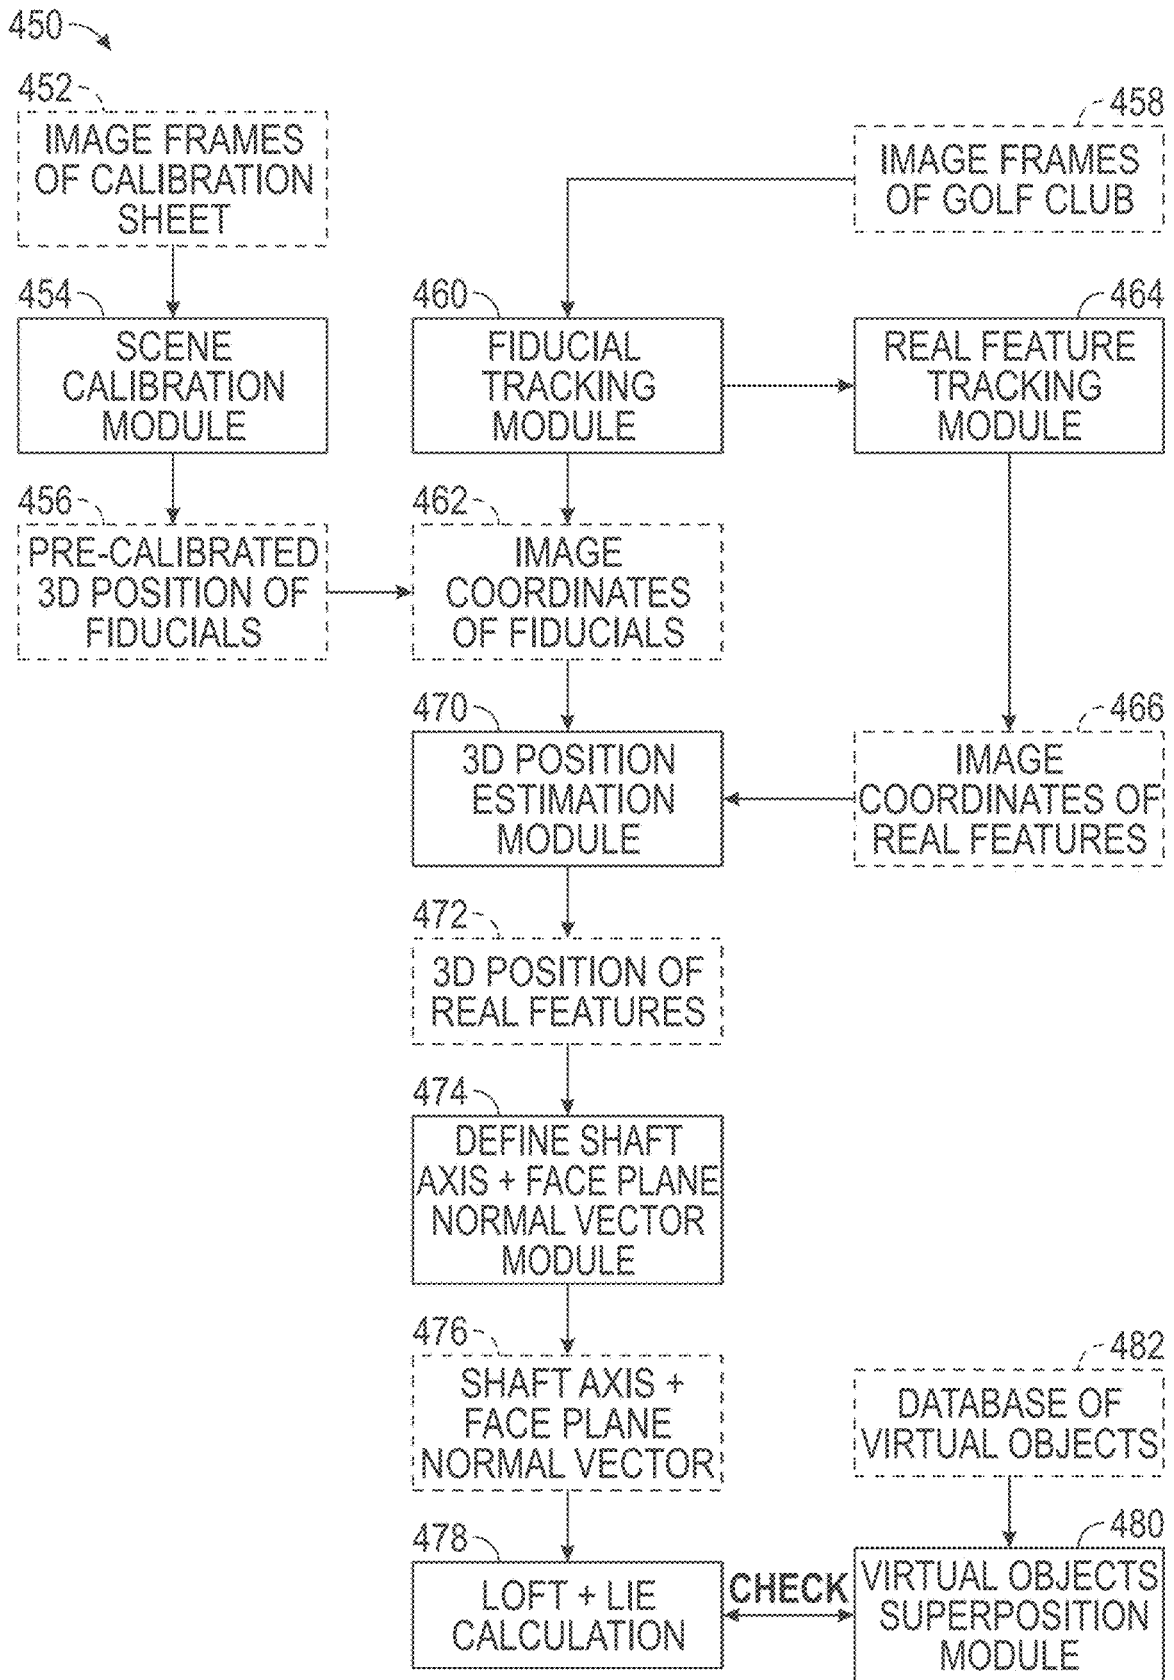 450
452
IMAGE FRAMES
OF CALIBRATION
SHEET
458
IMAGE FRAMES
OF GOLF CLUB
454
SCENE
CALIBRATION
MODULE
460
FIDUCIAL
TRACKING
MODULE
464
REAL FEATURE
TRACKING
MODULE
456
PRE-CALIBRATED
3D POSITION OF
FIDUCIALS
462
IMAGE
COORDINATES
OF FIDUCIALS
470
3D POSITION
ESTIMATION
MODULE
466
IMAGE
COORDINATES OF
REAL FEATURES
472
3D POSITION OF
REAL FEATURES
474
DEFINE SHAFT
AXIS + FACE PLANE
NORMAL VECTOR
MODULE
476
SHAFT AXIS +
FACE PLANE
NORMAL VECTOR
482
DATABASE OF
VIRTUAL OBJECTS
478
LOFT + LIE
CALCULATION
CHECK
480
VIRTUAL OBJECTS
SUPERPOSITION
MODULE